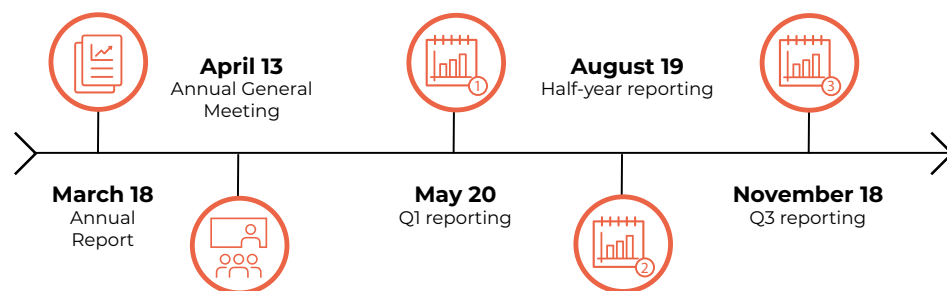 March 18
Annual
Report
April 13
Annual General
Meeting
1
May 20
Q1 reporting
August 19
Half-year reporting
2
3
November 18
Q3 reporting